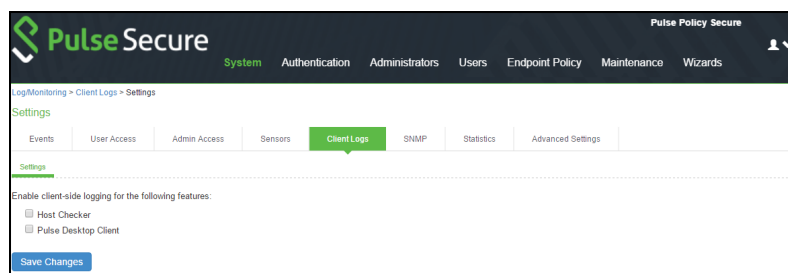 Pulse Secure
Pulse Policy Secure
System Authentication Administrators Users Endpoint Policy Maintenance Wizards
Log/Monitoring > Client Logs > Settings
Settings
Events User Access Admin Access Sensors Client Logs SNMP Statistics Advanced Settings
Settings
Enable client-side logging for the following features:
Host Checker
Pulse Desktop Client
Save Changes